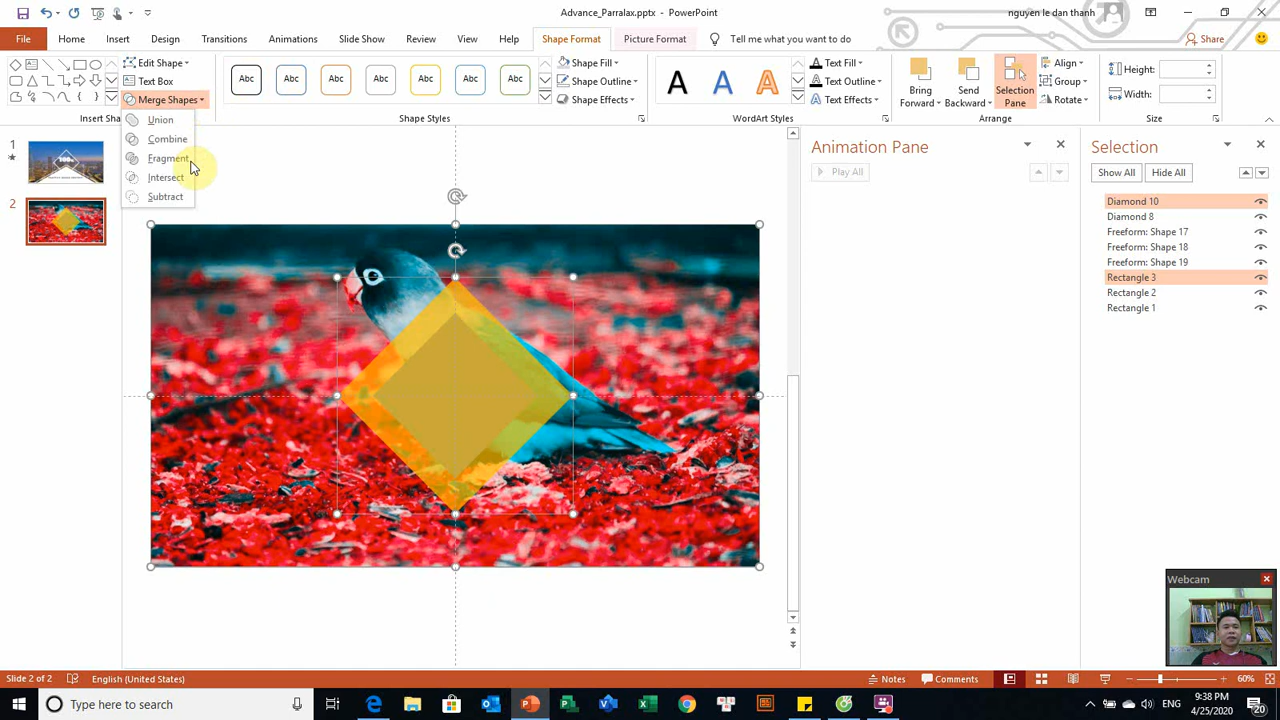 Advance_Parralax.pptx - PowerPoint
nguyen le dan thanh
File
Home
Insert
Design
Transitions
Animations
Slide Show
Review
View
Help
Shape Format
Picture Format
Tell me what you want to do
Share
Edit Shape
Text Box
Merge Shapes
Insert Sha
Abc
Abc
Abc
Abc
Abc
Abc
Abc
Shape Fill
Shape Outline
Shape Effects
Shape Styles
A
A
A
Text Fill
Text Outline
Text Effects
WordArt Styles
Bring
Forward
Send
Backward
Selection
Pane
Align
Group
Rotate
Arrange
Height:
Width:
Size
Union
Combine
Fragment
Intersect
Subtract
1
2
Animation Pane
Play All
Selection
Show All
Hide All
Diamond 10
Diamond 8
Freeform: Shape 17
Freeform: Shape 18
Freeform: Shape 19
Rectangle 3
Rectangle 2
Rectangle 1
Webcam
Slide 2 of 2
English (United States)
Notes
Comments
60%
Type here to search
9:38 PM
4/25/2020
20